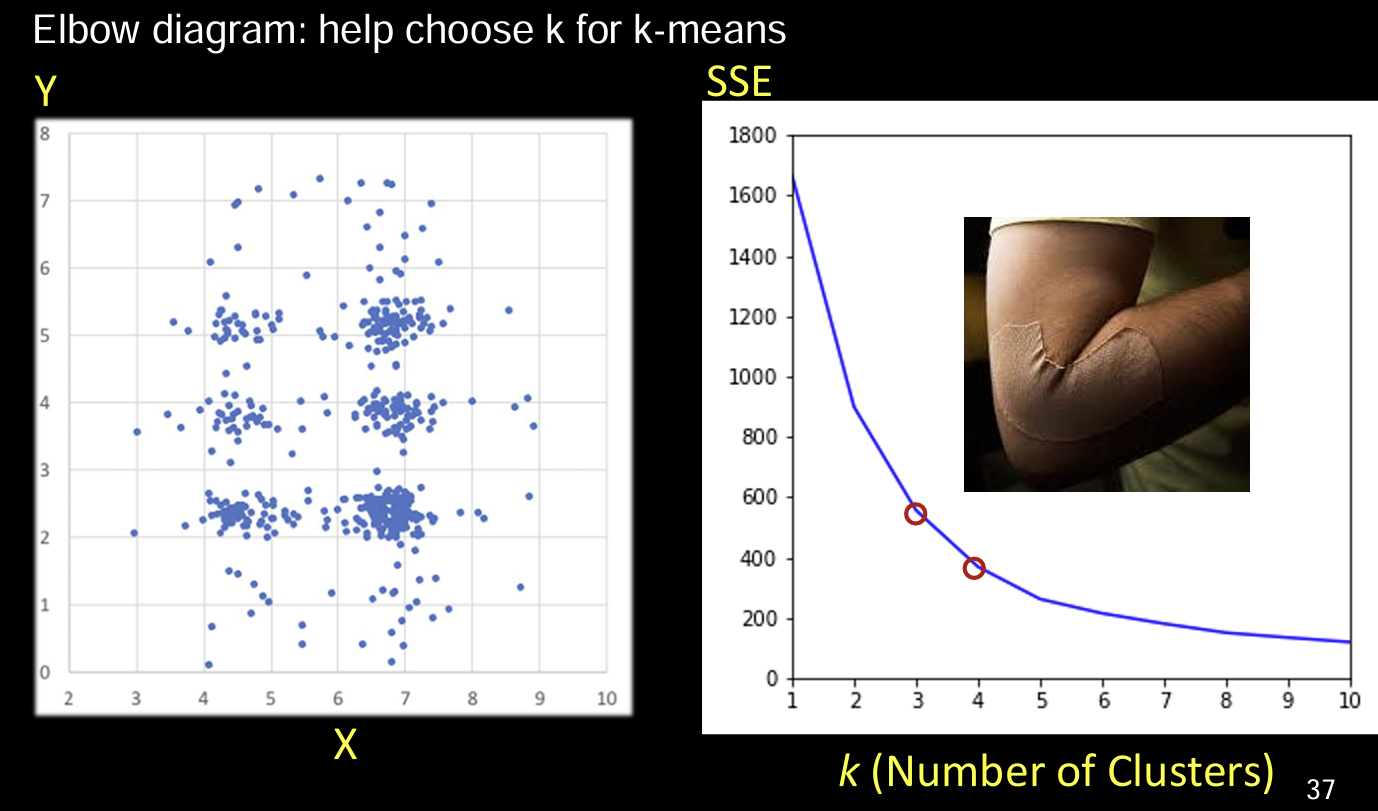 Elbow diagram: help choose k for k-means
Y
8
7
6
5
4
3
2
1
0
2 3 4 5 6 7 8 9 10
X
SSE
1800
1600
1400
1200
1000
800
600
400
200
0
1 2 3 4 5 6 7 8 9 10
k (Number of Clusters)
37